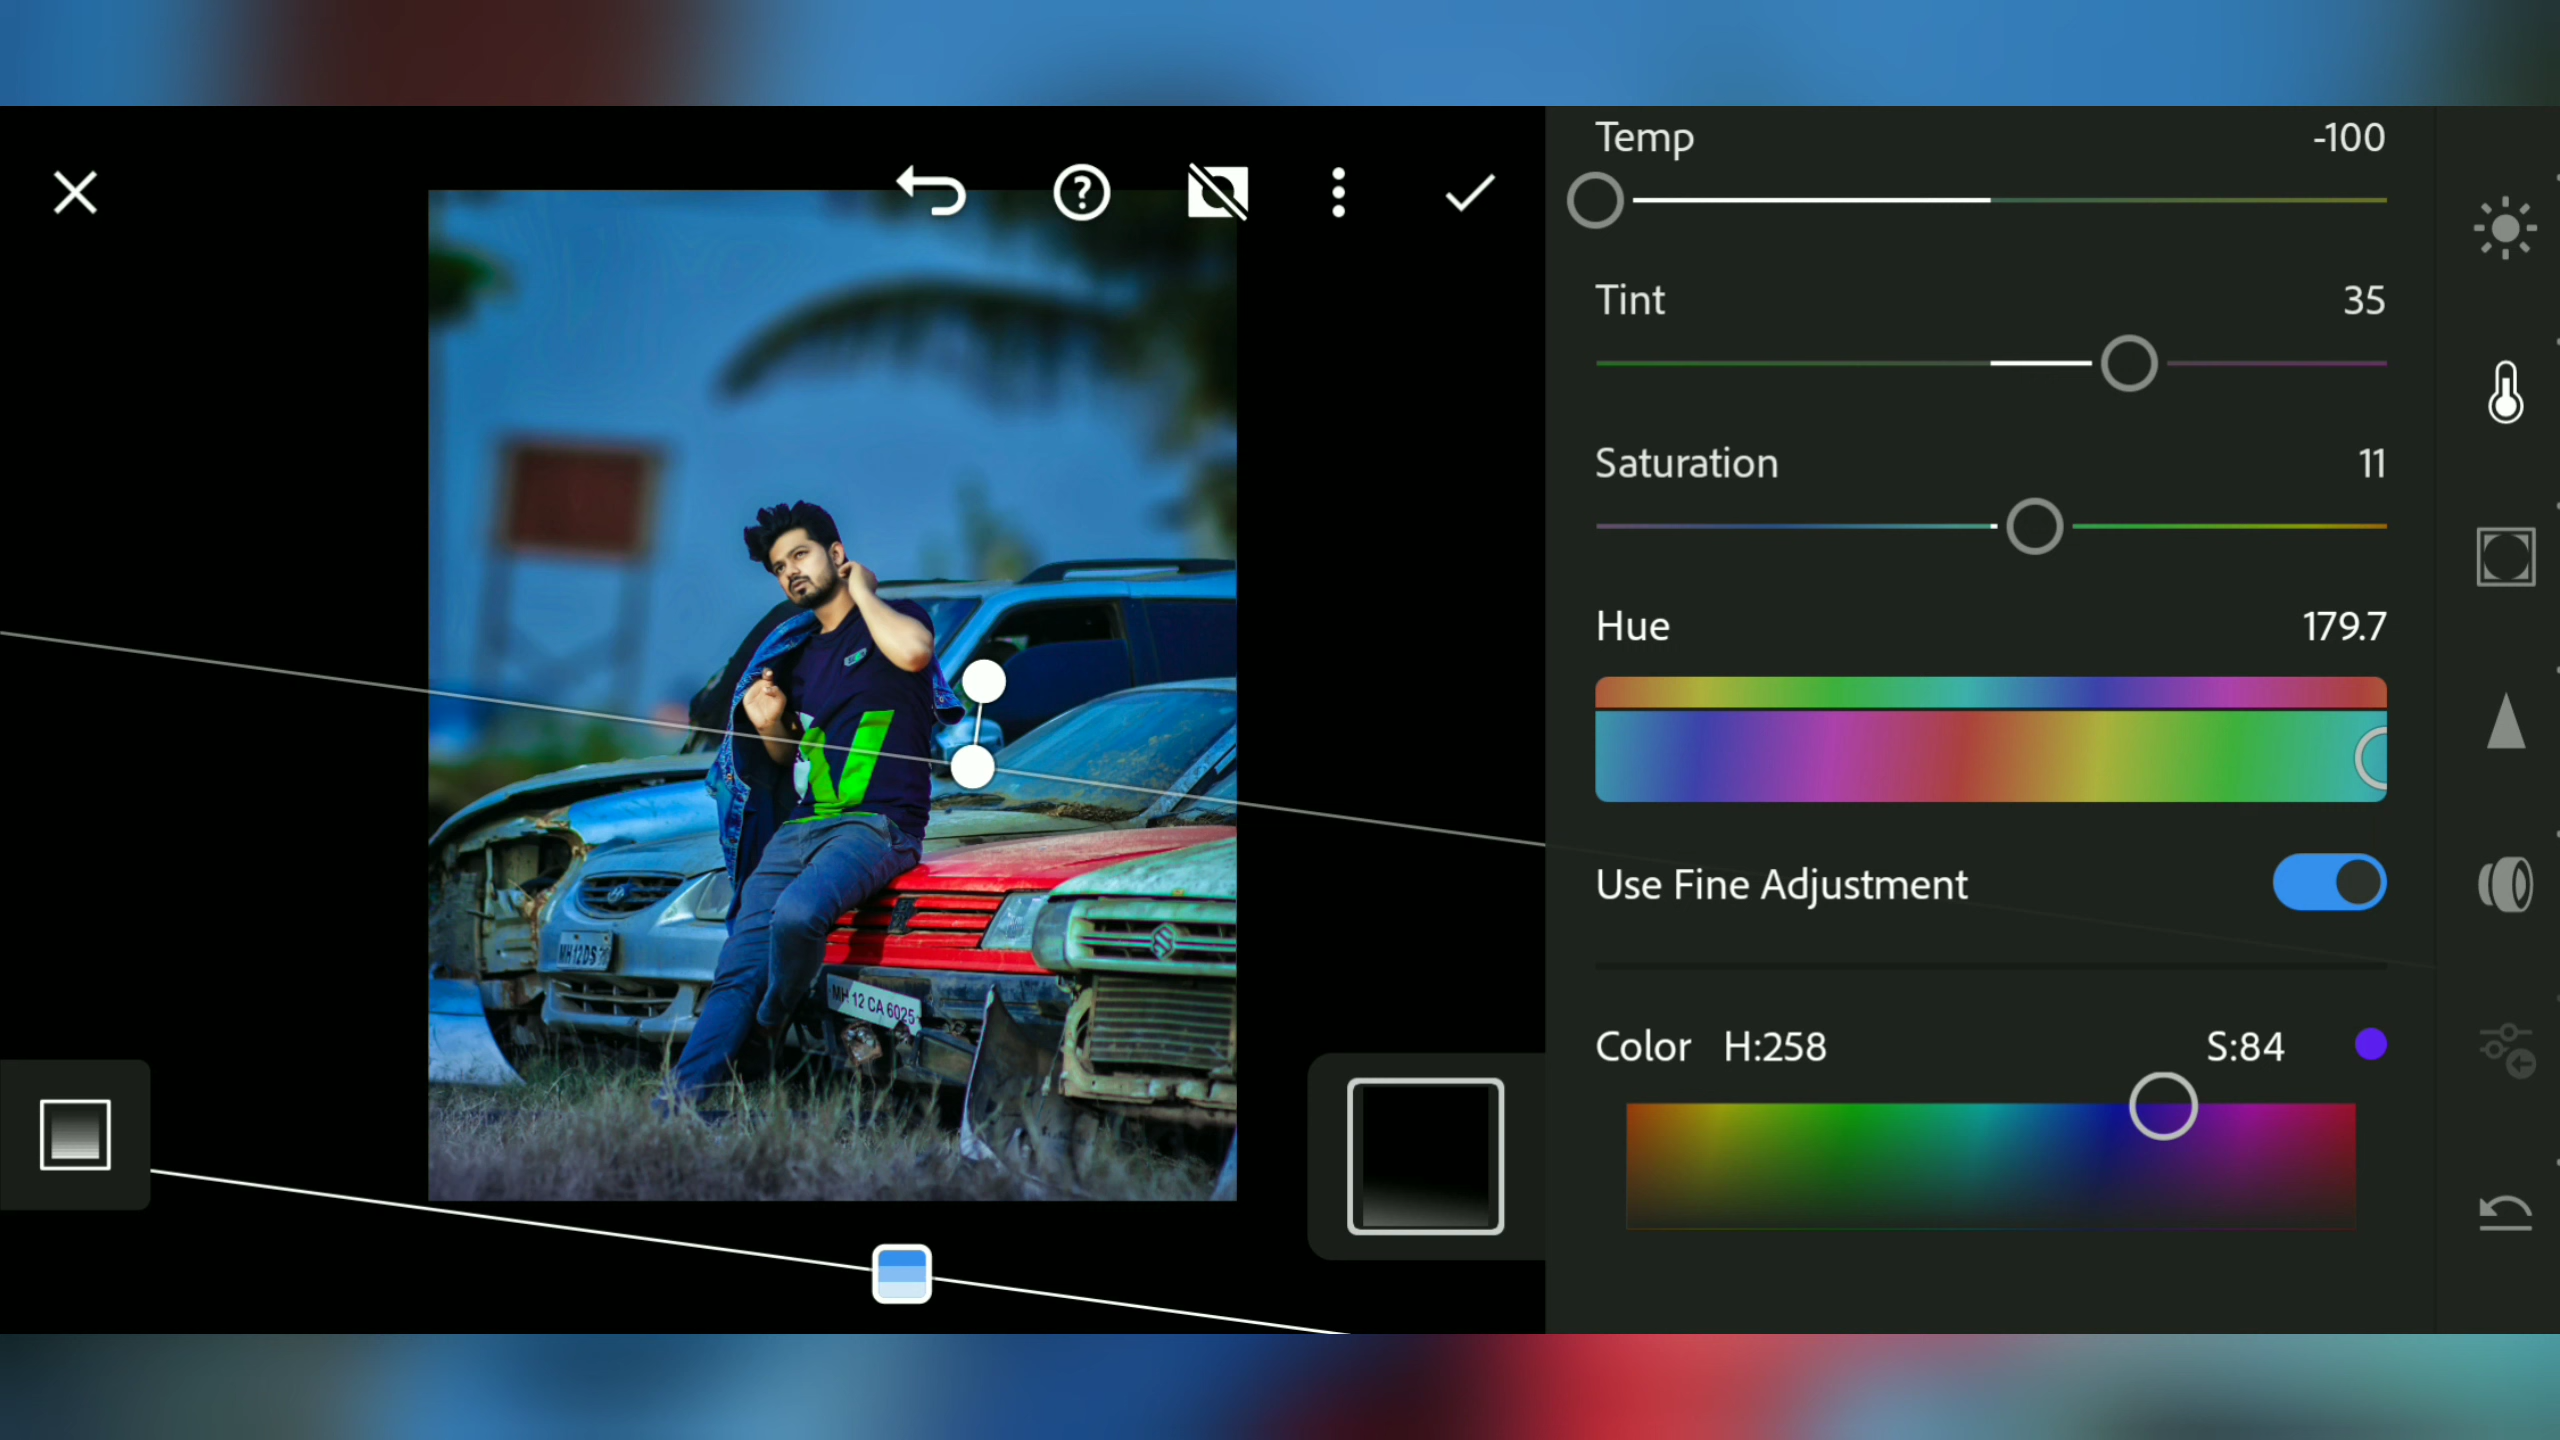 Temp -100
Tint 35
Saturation 11
Hue 179.7
Use Fine Adjustment
Color H:258 S:84
MH 12 CA 6025
MH12DS